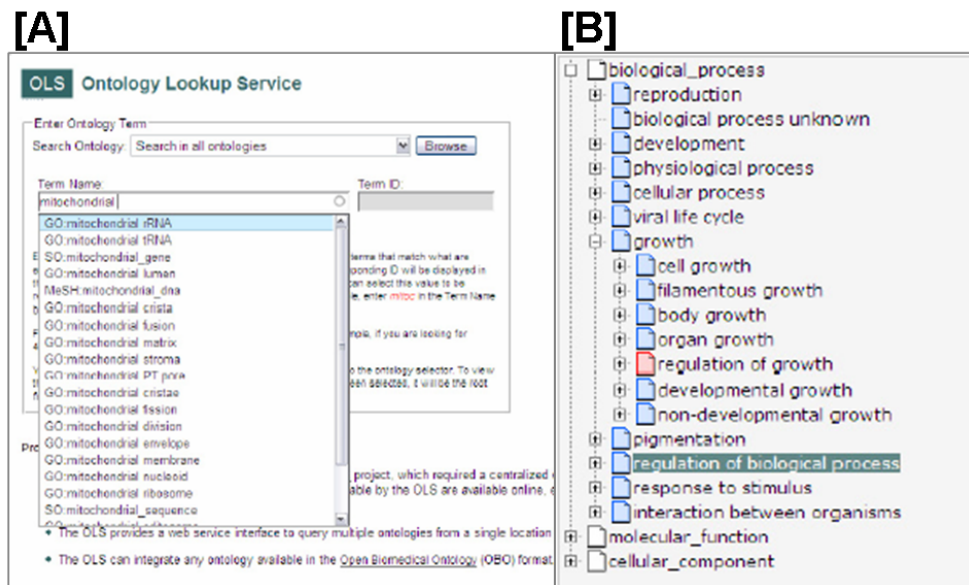 [A]
OLS Ontology Lookup Service
Enter Ontology Term
Search Ontology: Search in all ontologies Browse
Term Name: Term ID:
mitochondrial
GO:mitochondrial rRNA
GO:mitochondrial tRNA
SO:mitochondrial_gene
GO:mitochondrial lumen
MeSH:mitochondrial_dna
GO:mitochondrial crista
GO:mitochondrial fusion
GO:mitochondrial matrix
GO:mitochondrial stroma
GO:mitochondrial PT pore
GO:mitochondrial cristae
GO:mitochondrial fission
GO:mitochondrial division
GO:mitochondrial envelope
GO:mitochondrial membrane
GO:mitochondrial nucleoid
GO:mitochondrial ribosome
SO:mitochondrial_sequence
terms that match what are
ponding ID will be displayed in
can select this value to be
le, enter mitoc in the Term Name
mple, if you are looking for
o the ontology selector. To view
een selected, it will be the root
Pro
project, which required a centralized
able by the OLS are available online,
• The OLS provides a web service interface to query multiple ontologies from a single location
• The OLS can integrate any ontology available in the Open Biomedical Ontology (OBO) format
[B]
biological_process
reproduction
biological process unknown
development
physiological process
cellular process
viral life cycle
growth
cell growth
filamentous growth
body growth
organ growth
regulation of growth
developmental growth
non-developmental growth
pigmentation
regulation of biological process
response to stimulus
interaction between organisms
molecular_function
cellular_component